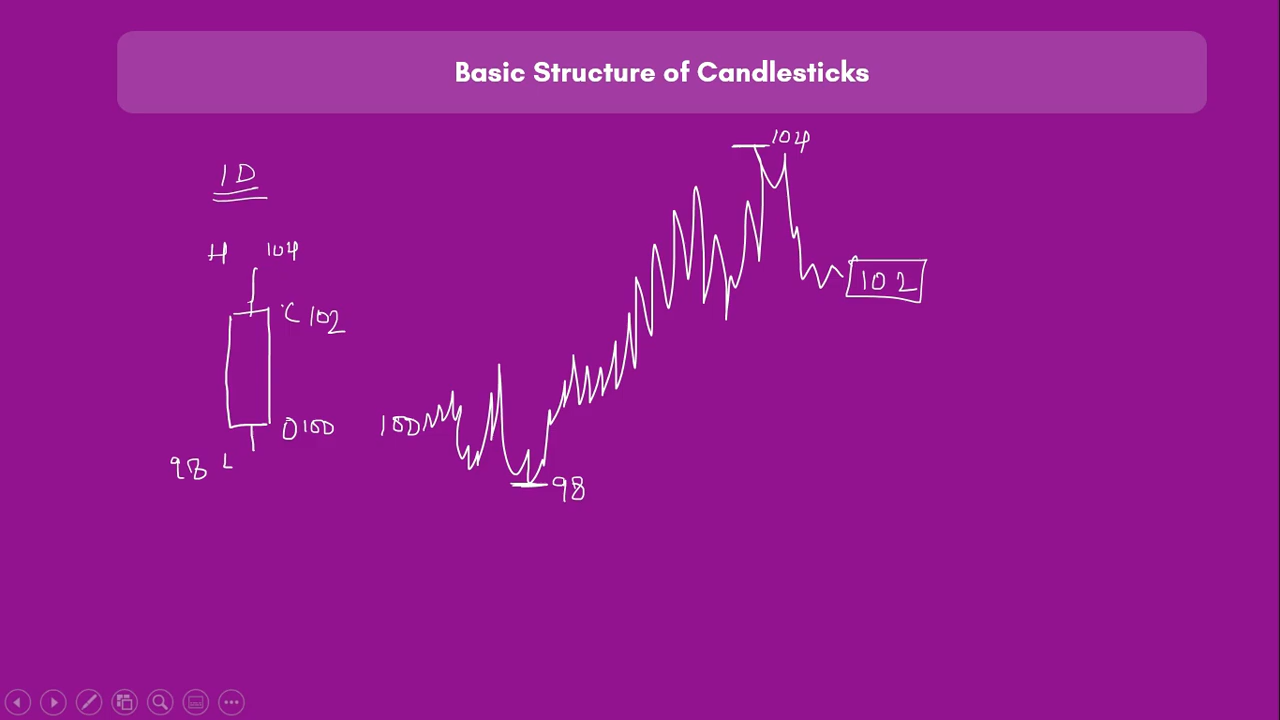 Basic Structure of Candlesticks
1D
H 104
C 102
O 100
98 L
100
98
104
102